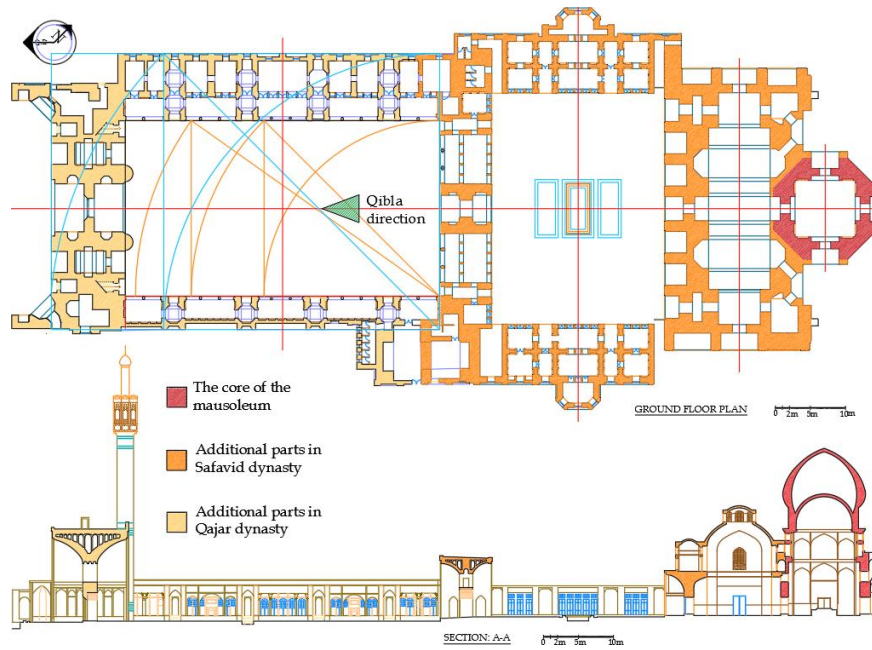 N
Qibla
direction
GROUND FLOOR PLAN
0 2m 5m 10m
The core of the
mausoleum
Additional parts in
Safavid dynasty
Additional parts in
Qajar dynasty
SECTION: A-A
0 2m 5m 10m